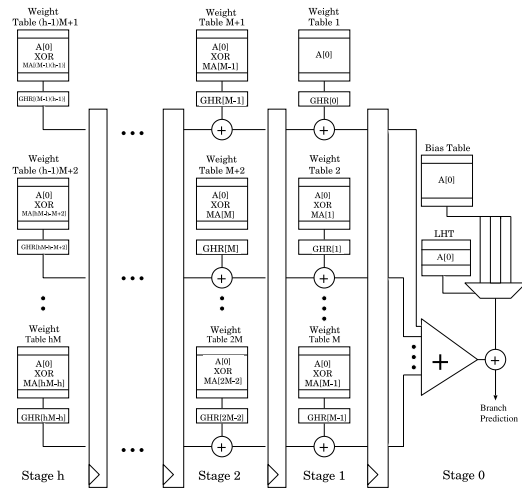 Weight
Table (h-1)M+1
A[0]
XOR
MA[(M-1)(h-1)]
GHR[(M-1)(h-1)]
Weight
Table M+1
A[0]
XOR
MA[M-1]
GHR[M-1]
Weight
Table 1
A[0]
GHR[0]
+
+
Weight
Table (h-1)M+2
A[0]
XOR
MA[hM-h-M+2]
GHR[hM-h-M+2]
Weight
Table M+2
A[0]
XOR
MA[M]
GHR[M]
Weight
Table 2
A[0]
XOR
MA[1]
GHR[1]
+
+
Bias Table
A[0]
LHT
A[0]
Weight
Table hM
A[0]
XOR
MA[hM-h]
GHR[hM-h]
Weight
Table 2M
A[0]
XOR
MA[2M-2]
GHR[2M-2]
Weight
Table M
A[0]
XOR
MA[M-1]
GHR[M-1]
+
+
+
+
Branch
Prediction
Stage h
Stage 2
Stage 1
Stage 0